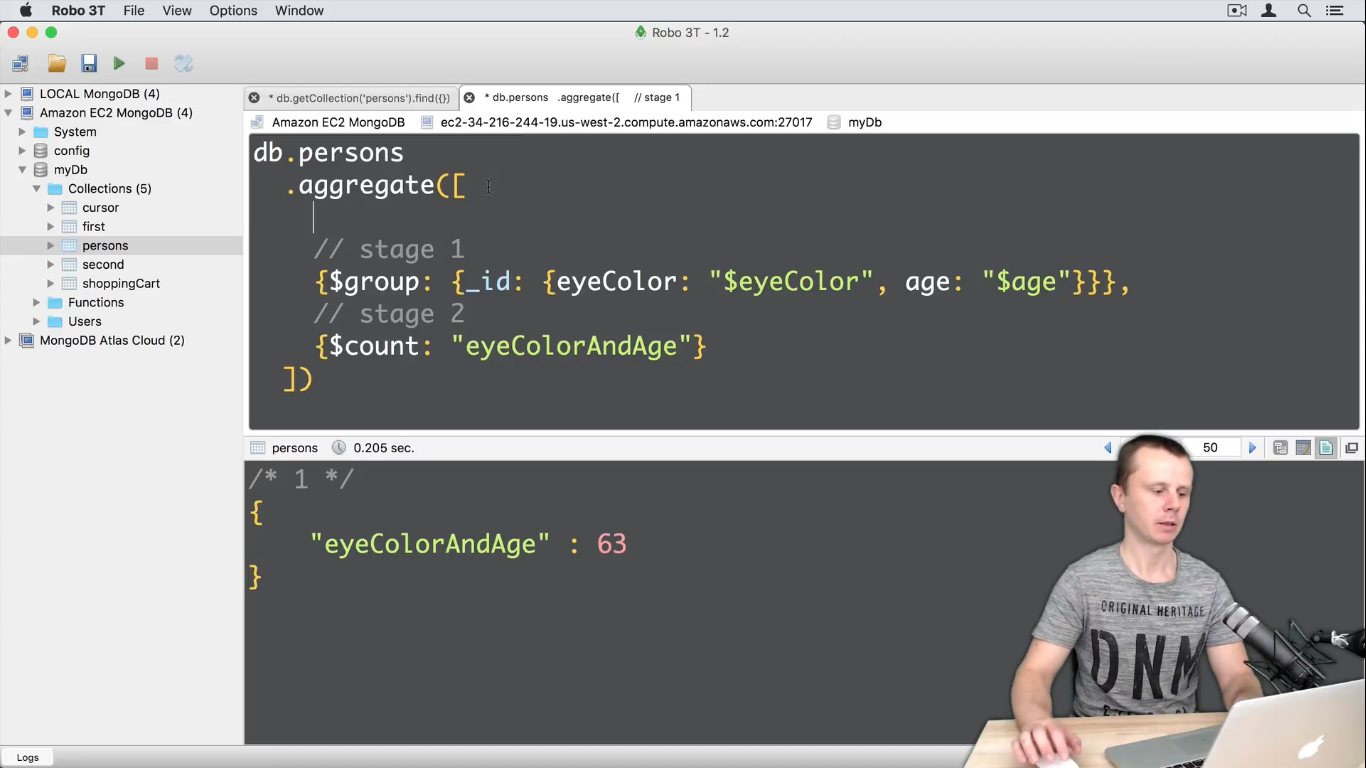 Robo 3T File View Options Window
Robo 3T - 1.2
LOCAL MongoDB (4)
Amazon EC2 MongoDB (4)
System
config
myDb
Collections (5)
cursor
first
persons
second
shoppingCart
Functions
Users
MongoDB Atlas Cloud (2)
* db.getCollection('persons').find({}) * db.persons .aggregate([ // stage 1
Amazon EC2 MongoDB ec2-34-216-244-19.us-west-2.compute.amazonaws.com:27017 myDb
db.persons
.aggregate([
// stage 1
{$group: {_id: {eyeColor: "$eyeColor", age: "$age"}}},
// stage 2
{$count: "eyeColorAndAge"}
])
persons 0.205 sec. 50
/* 1 */
{
"eyeColorAndAge" : 63
}
ORIGINAL HERITAGE
DNM
Logs